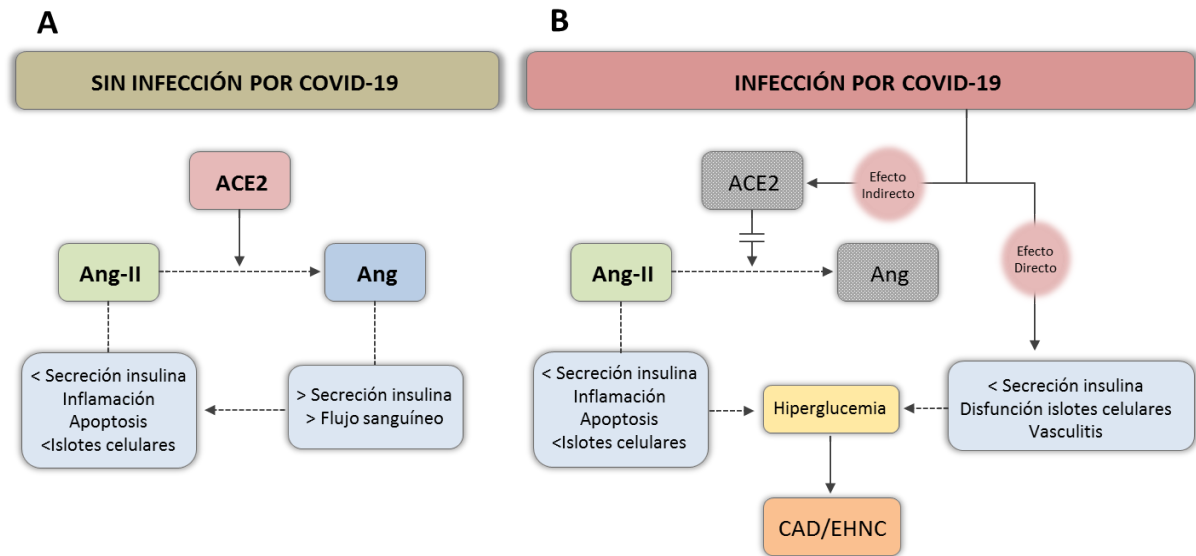 A
SIN INFECCIÓN POR COVID-19
ACE2
Ang-II
Ang
< Secreción insulina
Inflamación
Apoptosis
<Islotes celulares
> Secreción insulina
> Flujo sanguíneo
B
INFECCIÓN POR COVID-19
ACE2
Efecto
Indirecto
Efecto
Directo
Ang-II
Ang
< Secreción insulina
Inflamación
Apoptosis
<Islotes celulares
Hiperglucemia
< Secreción insulina
Disfunción islotes celulares
Vasculitis
CAD/EHNC